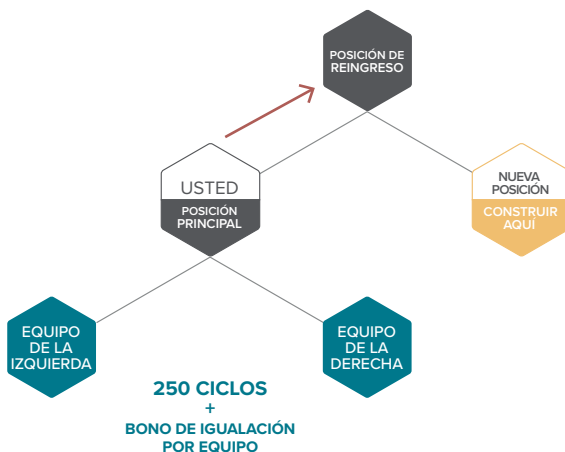 POSICIÓN DE
REINGRESO
USTED
POSICIÓN
PRINCIPAL
NUEVA
POSICIÓN
CONSTRUIR
AQUÍ
EQUIPO
DE LA
IZQUIERDA
EQUIPO
DE LA
DERECHA
250 CICLOS
+
BONO DE IGUALACIÓN
POR EQUIPO